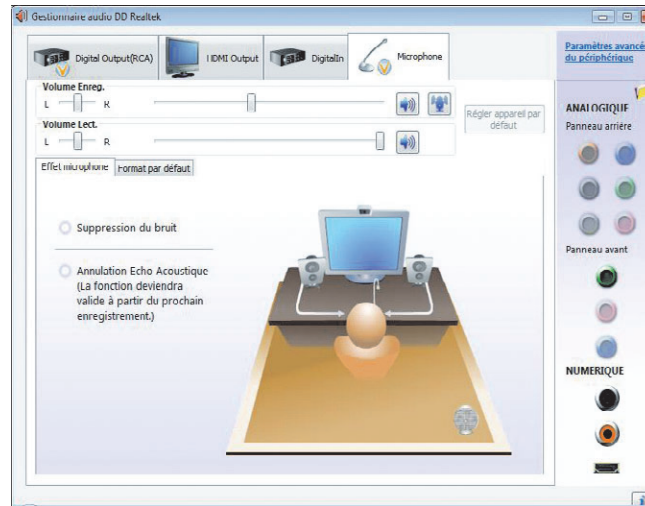 Gestionnaire audio DD Realtek
Digital Output(RCA)
HDMI Output
DigitalIn
Microphone
Paramètres avancé
du périphérique
Volume Enreg.
L R
Régler appareil par
défaut
Volume Lect.
L R
Effet microphone
Format par défaut
Suppression du bruit
Annulation Echo Acoustique
(La fonction deviendra
valide à partir du prochain
enregistrement.)
ANALOGIQUE
Panneau arrière
Panneau avant
NUMERIQUE